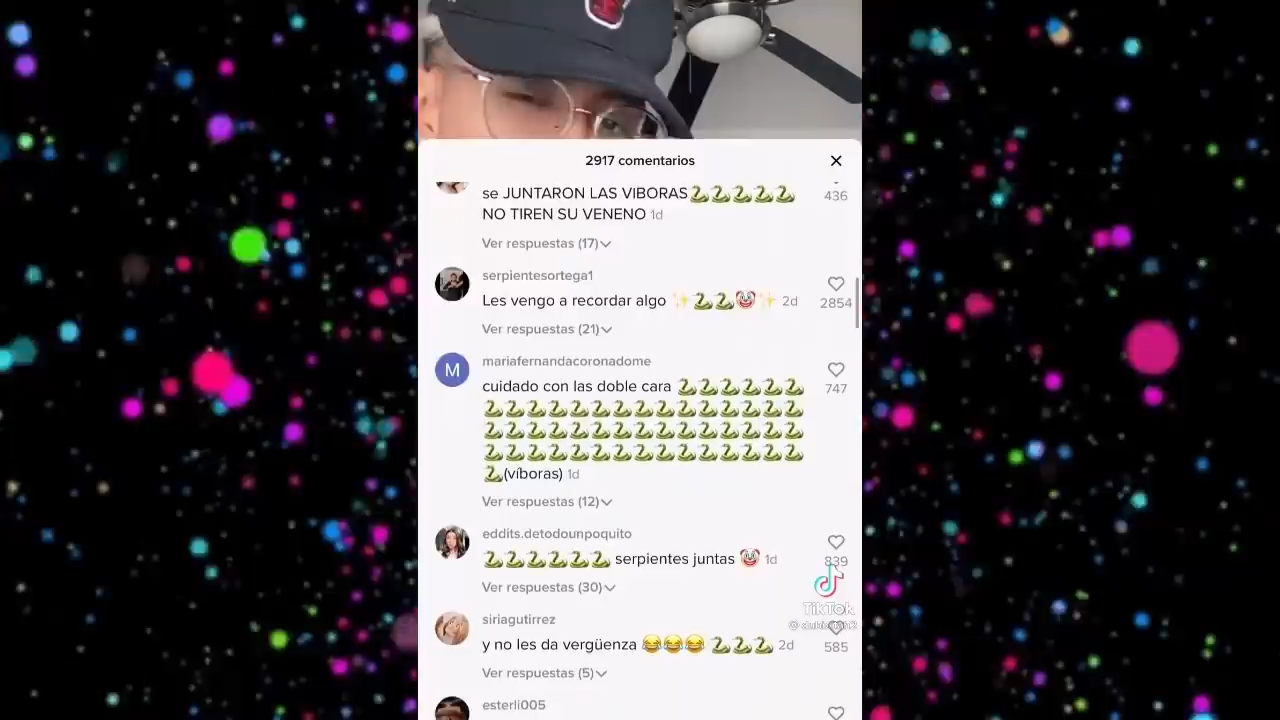 2917 comentarios
se JUNTARON LAS VIBORAS🐍🐍🐍🐍🐍
436
NO TIREN SU VENENO 1d
Ver respuestas (17)
serpientesortega1
Les vengo a recordar algo ✨🐍🐍🤡✨ 2d
2854
Ver respuestas (21)
mariafernandacoronadome
cuidado con las doble cara 🐍🐍🐍🐍🐍🐍
747
🐍🐍🐍🐍🐍🐍🐍🐍🐍🐍🐍🐍🐍🐍🐍
🐍🐍🐍🐍🐍🐍🐍🐍🐍🐍🐍🐍🐍🐍🐍
🐍🐍🐍🐍🐍🐍🐍🐍🐍🐍🐍🐍🐍🐍🐍
🐍(víboras) 1d
Ver respuestas (12)
M
eddits.detodounpoquito
🐍🐍🐍🐍🐍🐍 serpientes juntas 🤡 1d
839
Ver respuestas (30)
TikTok
siriagutirrez
y no les da vergüenza 😂😂😂 🐍🐍🐍 2d
585
Ver respuestas (5)
esterli005